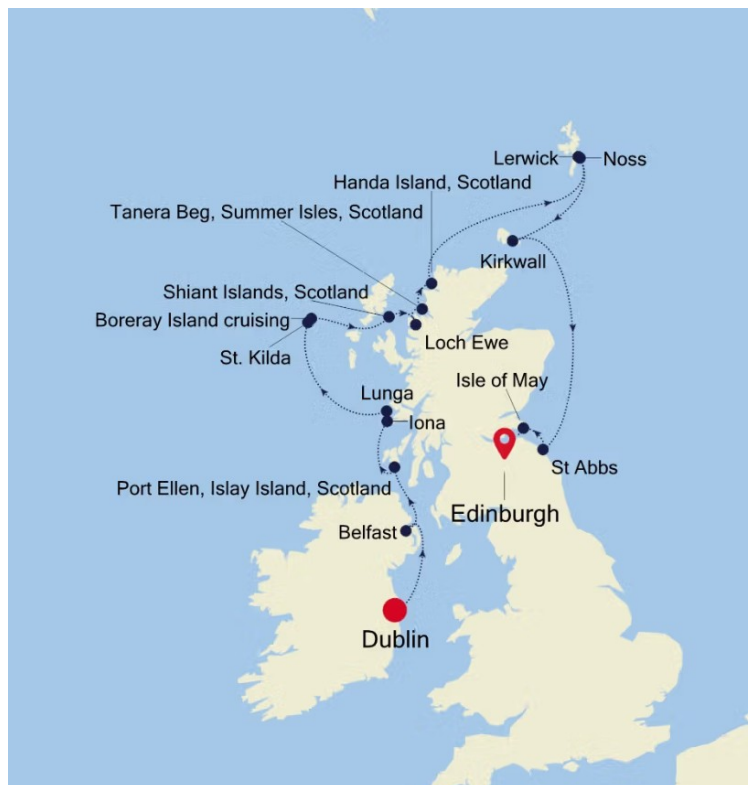 Lerwick
Noss
Handa Island, Scotland
Tanera Beg, Summer Isles, Scotland
Kirkwall
Shiant Islands, Scotland
Boreray Island cruising
Loch Ewe
St. Kilda
Isle of May
Lunga
Iona
St Abbs
Port Ellen, Islay Island, Scotland
Edinburgh
Belfast
Dublin